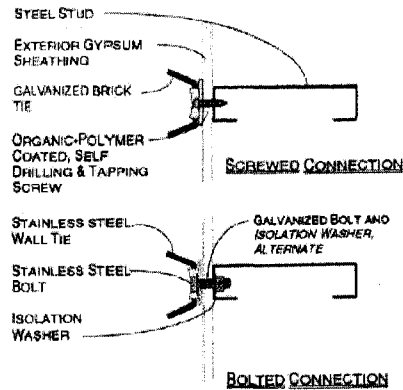 STEEL STUD
EXTERIOR GYPSUM
SHEATHING
GALVANIZED BRICK
TIE
ORGANIC-POLYMER
COATED, SELF
DRILLING & TAPPING
SCREW
SCREWED CONNECTION
STAINLESS STEEL
WALL TIE
STAINLESS STEEL
BOLT
ISOLATION
WASHER
GALVANIZED BOLT AND
ISOLATION WASHER,
ALTERNATE
BOLTED CONNECTION